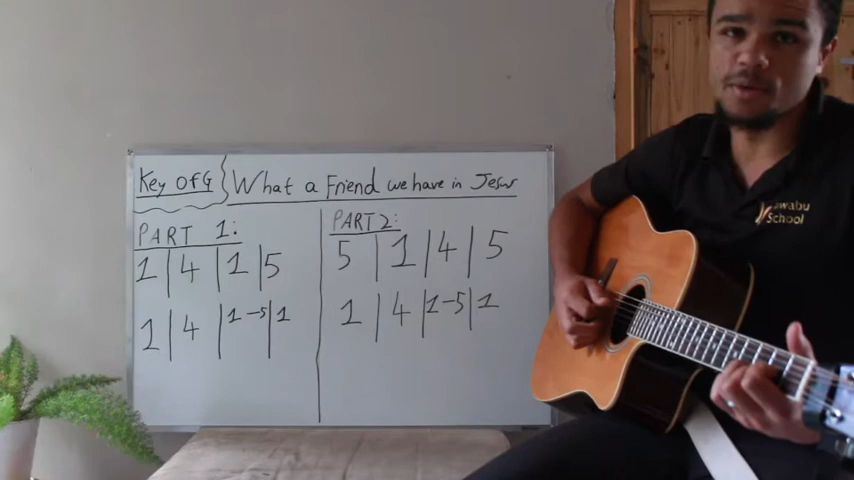 Key of G What a Friend we have in Jesus
PART 1:
1 | 4 | 1 | 5
1 | 4 | 1-5 | 1
PART 2:
5 | 1 | 4 | 5
1 | 4 | 1-5 | 1
School